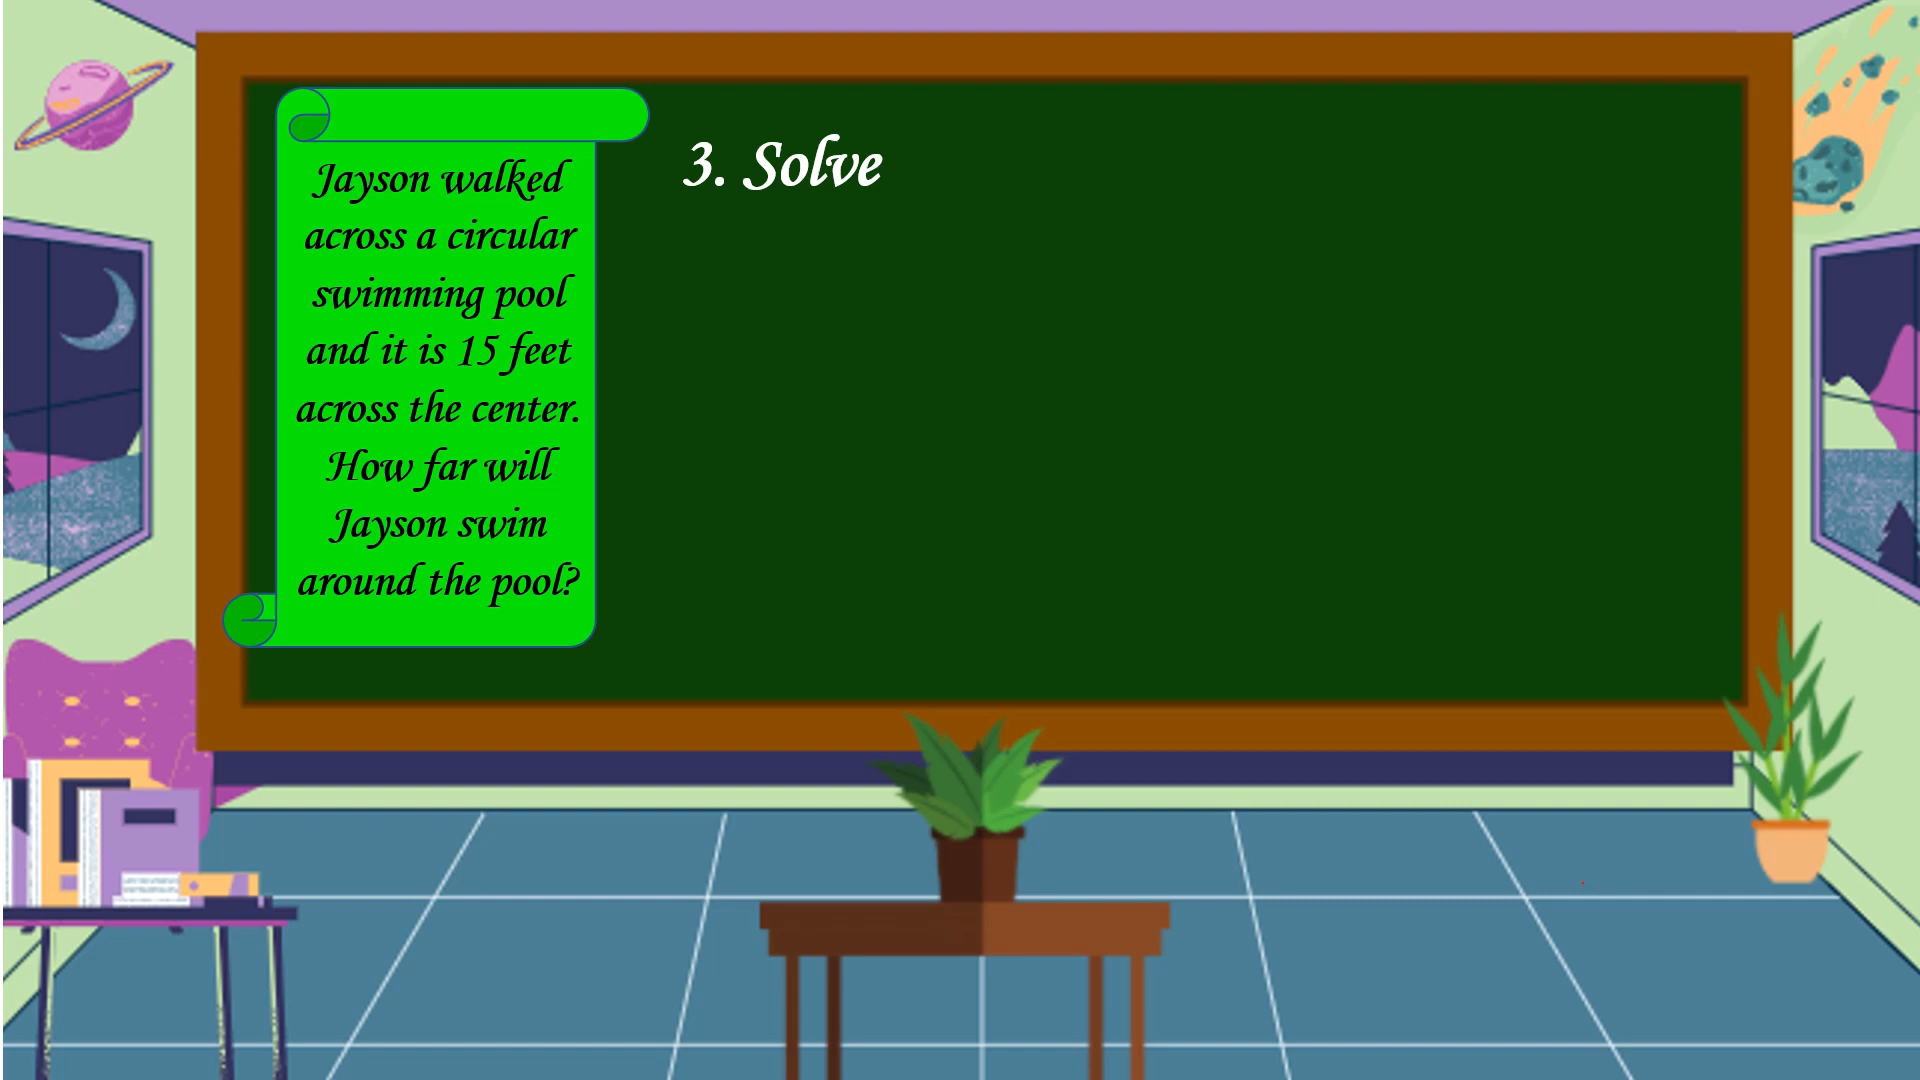 Jayson walked
across a circular
swimming pool
and it is 15 feet
across the center.
How far will
Jayson swim
around the pool?
3. Solve